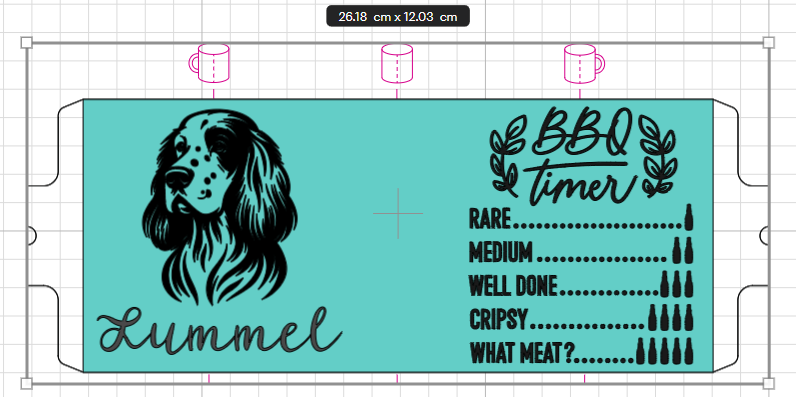 26.18 cm x 12.03 cm
BBQ
timer
RARE......................
MEDIUM.................
WELL DONE.............
CRIPSY...............
WHAT MEAT?........
Lummel